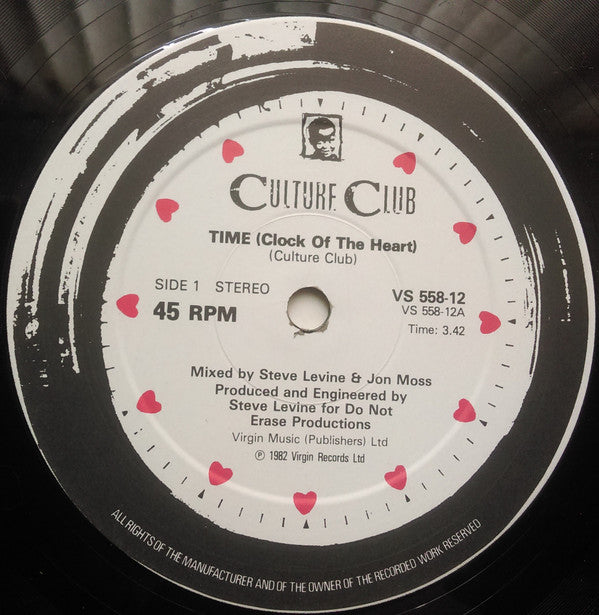 CULTURE CLUB
TIME (Clock Of The Heart)
(Culture Club)
SIDE 1 STEREO
45 RPM
VS 558-12
VS 558-12A
Time: 3.42
Mixed by Steve Levine & Jon Moss
Produced and Engineered by
Steve Levine for Do Not
Erase Productions
Virgin Music (Publishers) Ltd
℗ 1982 Virgin Records Ltd
ALL RIGHTS OF THE MANUFACTURER AND OF THE OWNER OF THE RECORDED WORK RESERVED